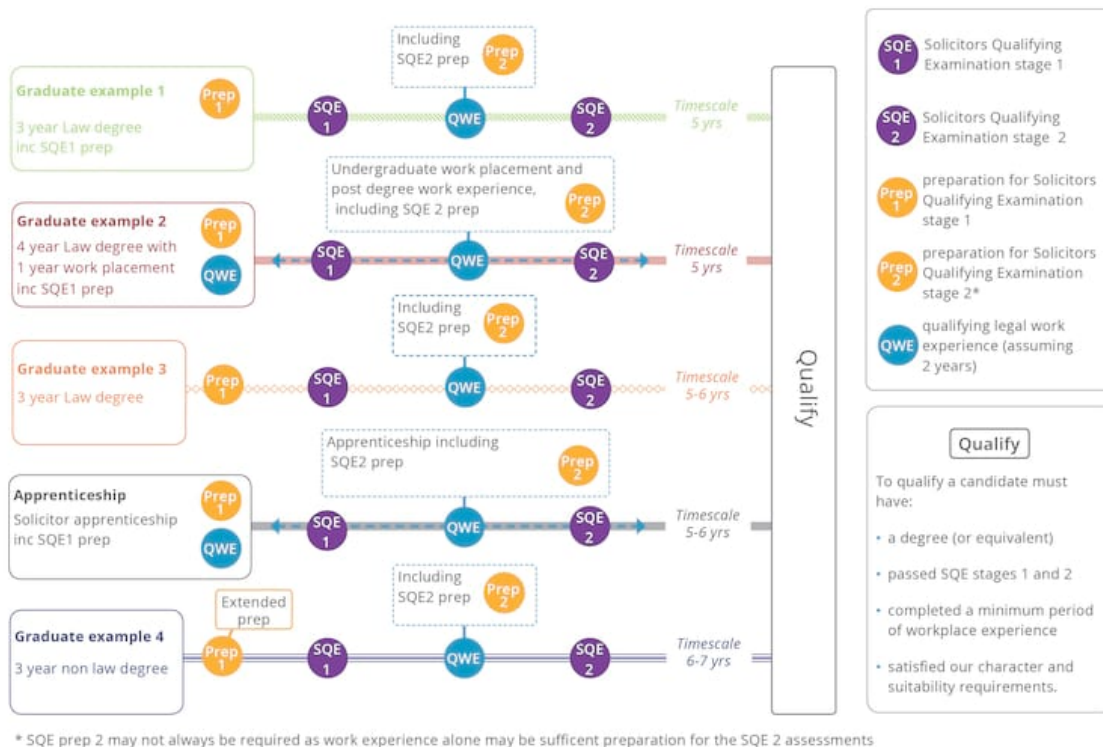 Including
SQE2 prep
Prep
2
Graduate example 1
3 year Law degree
inc SQE1 prep
Prep
1
SQE
1
QWE
SQE
2
Timescale
5 yrs
Undergraduate work placement and
post degree work experience,
including SQE 2 prep
Prep
2
Graduate example 2
4 year Law degree with
1 year work placement
inc SQE1 prep
Prep
1
QWE
SQE
1
QWE
SQE
2
Timescale
5 yrs
Including
SQE2 prep
Prep
2
Graduate example 3
3 year Law degree
Prep
1
SQE
1
QWE
SQE
2
Timescale
5-6 yrs
Apprenticeship including
SQE2 prep
Prep
2
Apprenticeship
Solicitor apprenticeship
inc SQE1 prep
Prep
1
QWE
SQE
1
QWE
SQE
2
Timescale
5-6 yrs
Including
SQE2 prep
Prep
2
Extended
prep
Graduate example 4
3 year non law degree
Prep
1
SQE
1
QWE
SQE
2
Timescale
6-7 yrs
Qualify
SQE
1
Solicitors Qualifying
Examination stage 1
SQE
2
Solicitors Qualifying
Examination stage 2
Prep
1
preparation for Solicitors
Qualifying Examination
stage 1
Prep
2
preparation for Solicitors
Qualifying Examination
stage 2*
QWE
qualifying legal work
experience (assuming
2 years)
Qualify
To qualify a candidate must
have:
• a degree (or equivalent)
• passed SQE stages 1 and 2
• completed a minimum period
of workplace experience
• satisfied our character and
suitability requirements.
* SQE prep 2 may not always be required as work experience alone may be sufficent preparation for the SQE 2 assessments